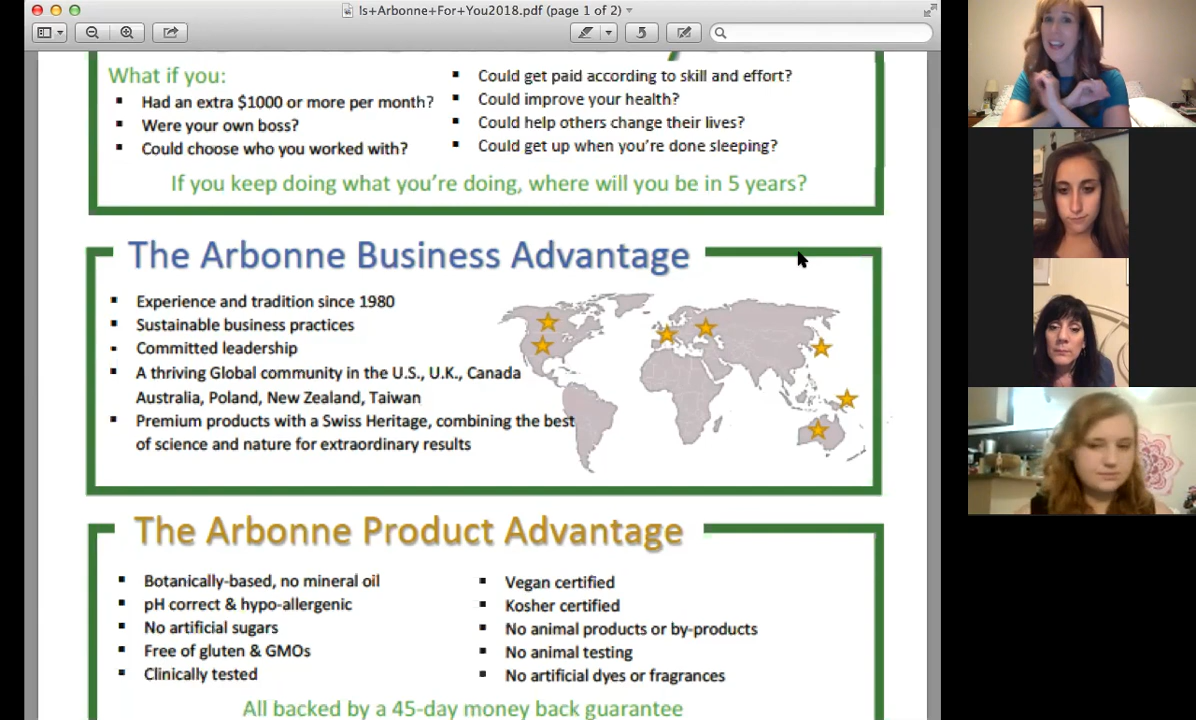 Is+Arbonne+For+You2018.pdf (page 1 of 2)
What if you:
▪ Had an extra $1000 or more per month?
▪ Were your own boss?
▪ Could choose who you worked with?
▪ Could get paid according to skill and effort?
▪ Could improve your health?
▪ Could help others change their lives?
▪ Could get up when you're done sleeping?
If you keep doing what you're doing, where will you be in 5 years?
The Arbonne Business Advantage
▪ Experience and tradition since 1980
▪ Sustainable business practices
▪ Committed leadership
▪ A thriving Global community in the U.S., U.K., Canada
Australia, Poland, New Zealand, Taiwan
▪ Premium products with a Swiss Heritage, combining the best
of science and nature for extraordinary results
The Arbonne Product Advantage
▪ Botanically-based, no mineral oil
▪ pH correct & hypo-allergenic
▪ No artificial sugars
▪ Free of gluten & GMOs
▪ Clinically tested
▪ Vegan certified
▪ Kosher certified
▪ No animal products or by-products
▪ No animal testing
▪ No artificial dyes or fragrances
All backed by a 45-day money back guarantee